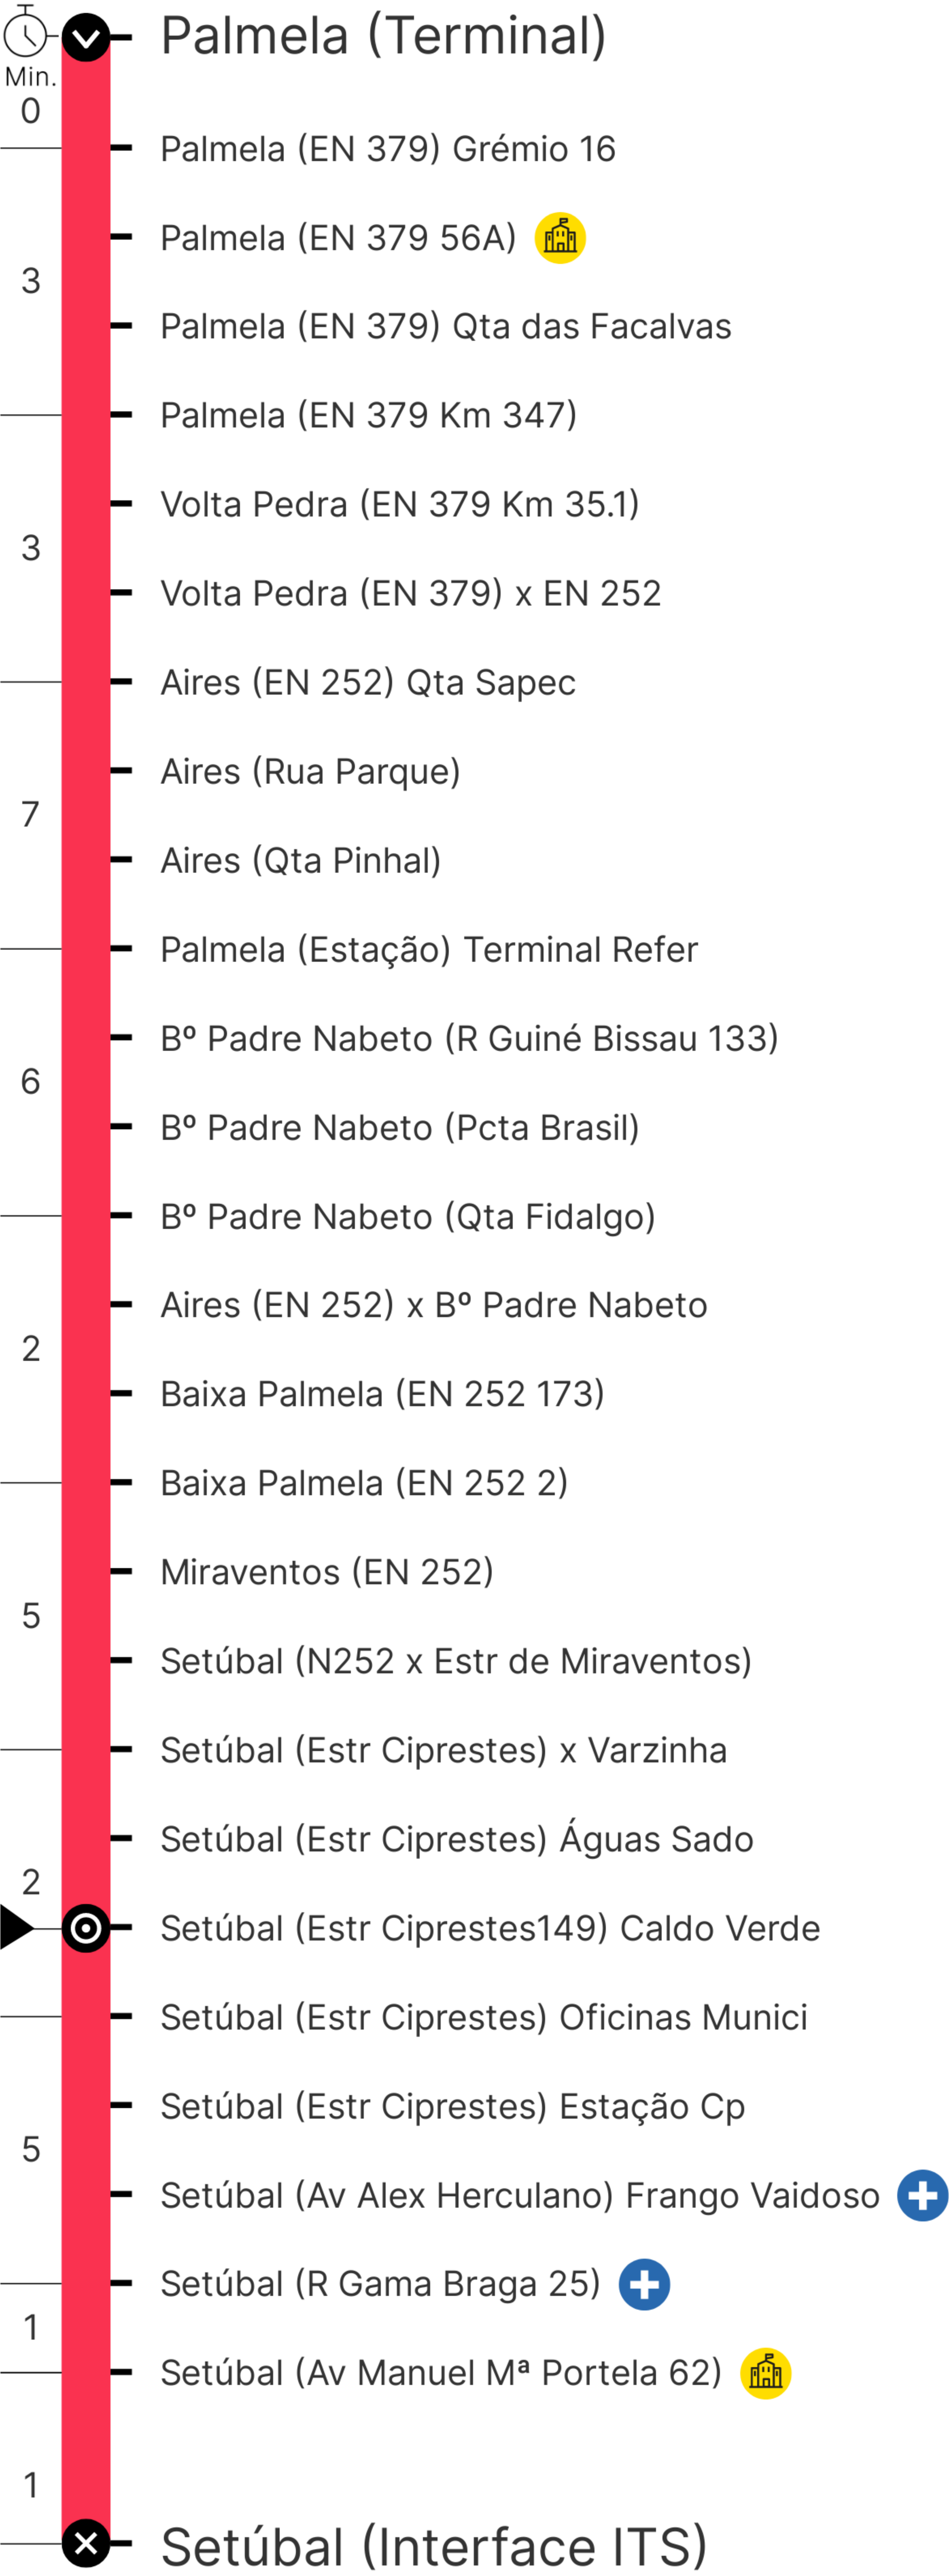 Palmela (Terminal)
Min.
0
Palmela (EN 379) Grémio 16
Palmela (EN 379 56A)
3
Palmela (EN 379) Qta das Facalvas
Palmela (EN 379 Km 347)
Volta Pedra (EN 379 Km 35.1)
3
Volta Pedra (EN 379) x EN 252
Aires (EN 252) Qta Sapec
Aires (Rua Parque)
7
Aires (Qta Pinhal)
Palmela (Estação) Terminal Refer
Bº Padre Nabeto (R Guiné Bissau 133)
6
Bº Padre Nabeto (Pcta Brasil)
Bº Padre Nabeto (Qta Fidalgo)
Aires (EN 252) x Bº Padre Nabeto
2
Baixa Palmela (EN 252 173)
Baixa Palmela (EN 252 2)
Miraventos (EN 252)
5
Setúbal (N252 x Estr de Miraventos)
Setúbal (Estr Ciprestes) x Varzinha
Setúbal (Estr Ciprestes) Águas Sado
2
Setúbal (Estr Ciprestes149) Caldo Verde
Setúbal (Estr Ciprestes) Oficinas Munici
Setúbal (Estr Ciprestes) Estação Cp
5
Setúbal (Av Alex Herculano) Frango Vaidoso
Setúbal (R Gama Braga 25)
1
Setúbal (Av Manuel Mª Portela 62)
1
Setúbal (Interface ITS)